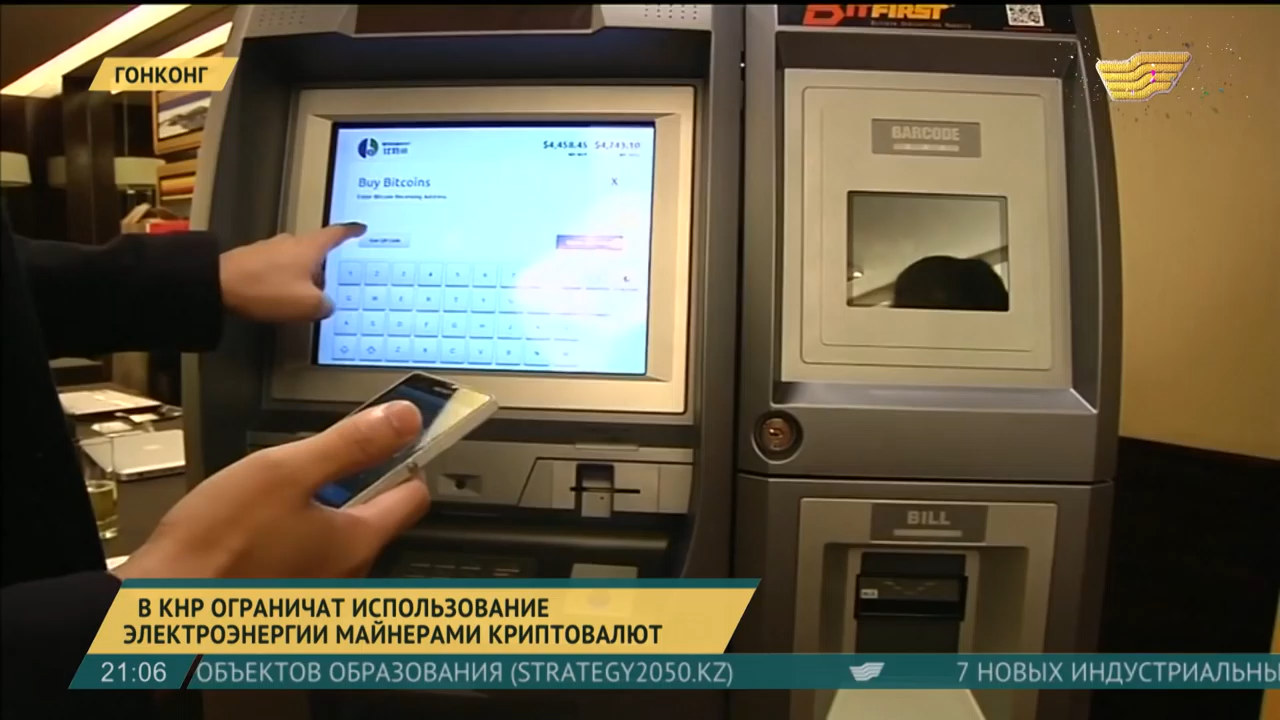 BITFIRST
ГОНКОНГ
BARCODE
$4,458.45 $4,743.10
Buy Bitcoins
X
BILL
В КНР ОГРАНИЧАТ ИСПОЛЬЗОВАНИЕ
ЭЛЕКТРОЭНЕРГИИ МАЙНЕРАМИ КРИПТОВАЛЮТ
21:06 ОБЪЕКТОВ ОБРАЗОВАНИЯ (STRATEGY2050.KZ) 7 НОВЫХ ИНДУСТРИАЛЬНЫ